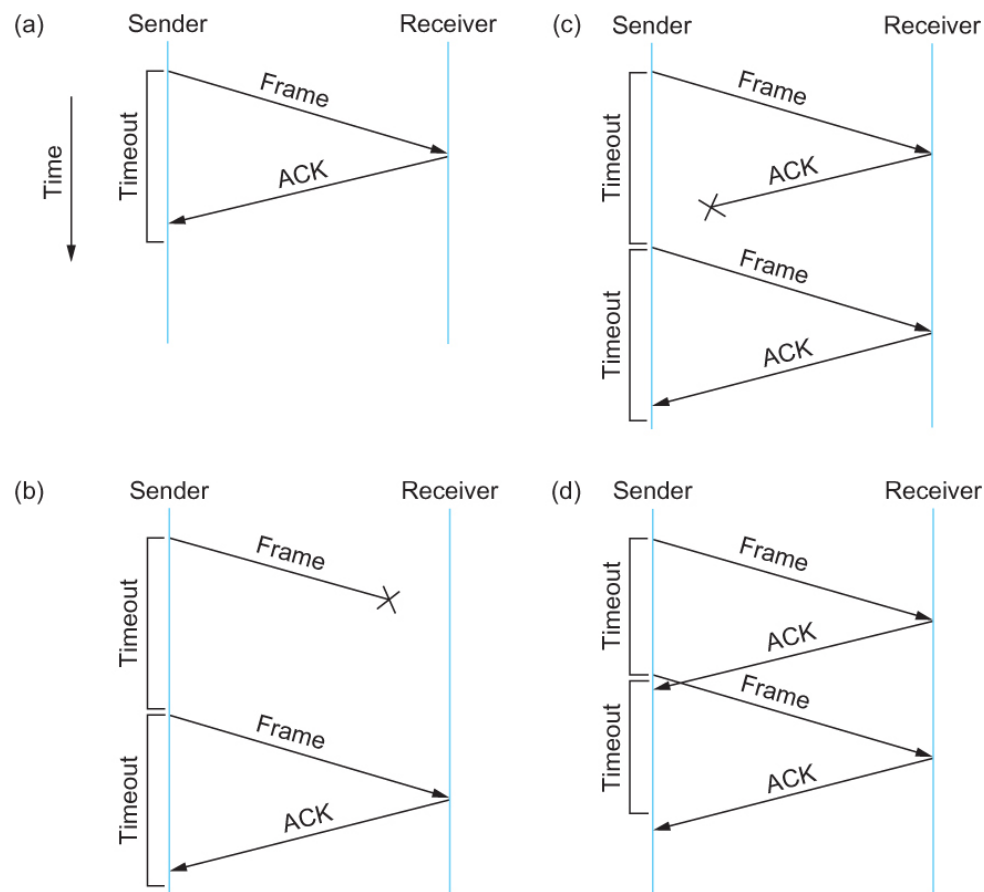 (a)
Sender
Receiver
Time
Timeout
Frame
ACK
(c)
Sender
Receiver
Timeout
Frame
ACK
Timeout
Frame
ACK
(b)
Sender
Receiver
Timeout
Frame
Timeout
Frame
ACK
(d)
Sender
Receiver
Timeout
Frame
ACK
Timeout
Frame
ACK